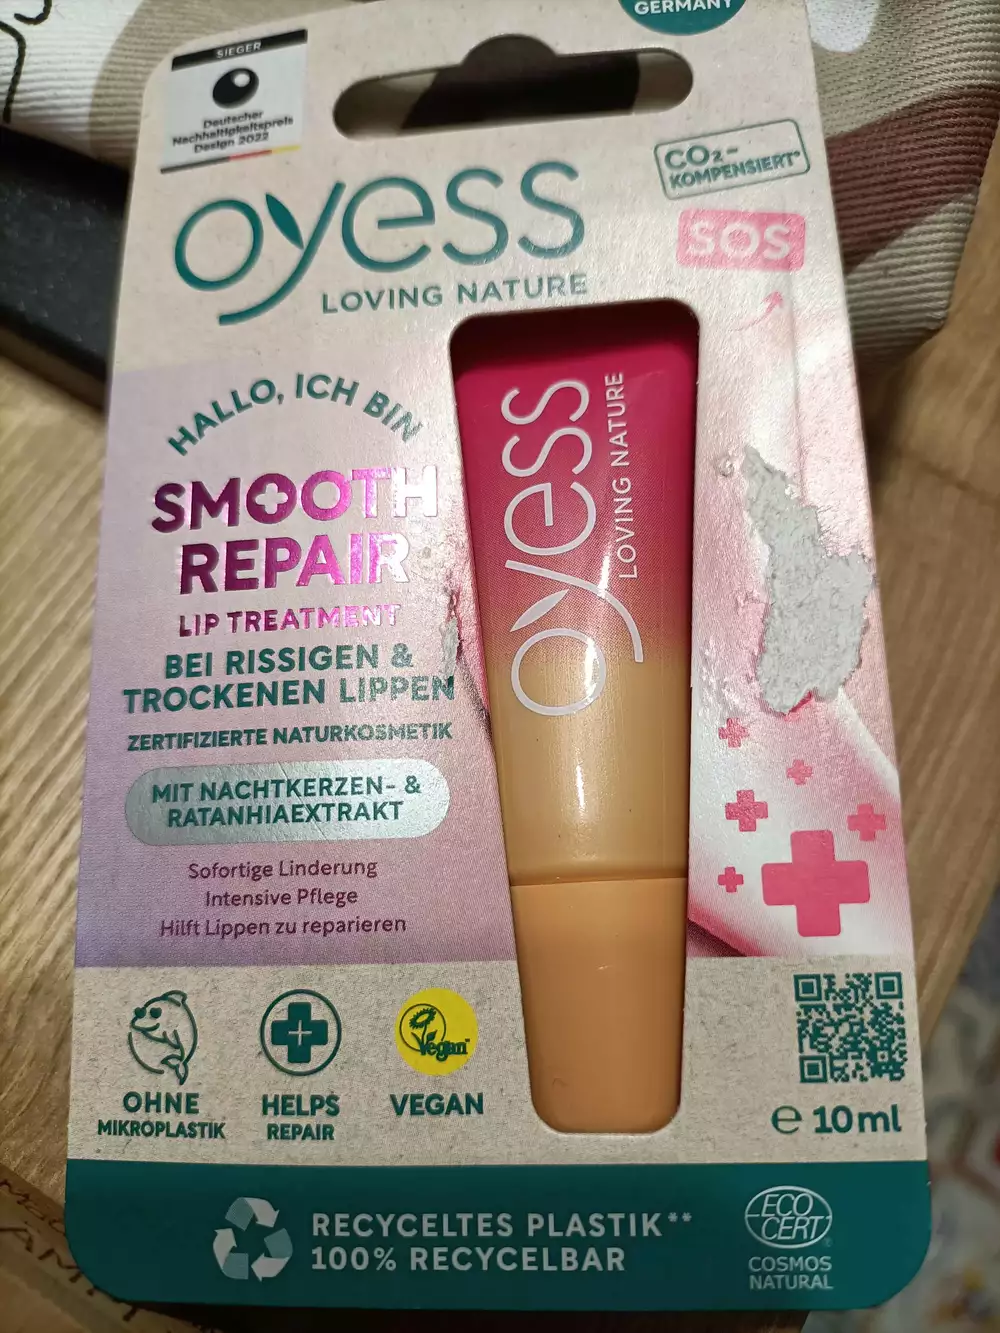 GERMANY
SIEGER
Deutscher
Nachhaltigkeitspreis
Design 2022
oyess
LOVING NATURE
CO₂-
KOMPENSIERT*
SOS
HALLO, ICH BIN
SMOOTH
REPAIR
LIP TREATMENT
BEI RISSIGEN &
TROCKENEN LIPPEN
ZERTIFIZIERTE NATURKOSMETIK
MIT NACHTKERZEN- &
RATANHIAEXTRAKT
Sofortige Linderung
Intensive Pflege
Hilft Lippen zu reparieren
oyess
LOVING NATURE
OHNE
MIKROPLASTIK
HELPS
REPAIR
Vegan
VEGAN
℮ 10 ml
RECYCELTES PLASTIK**
100% RECYCELBAR
ECO
CERT®
COSMOS
NATURAL